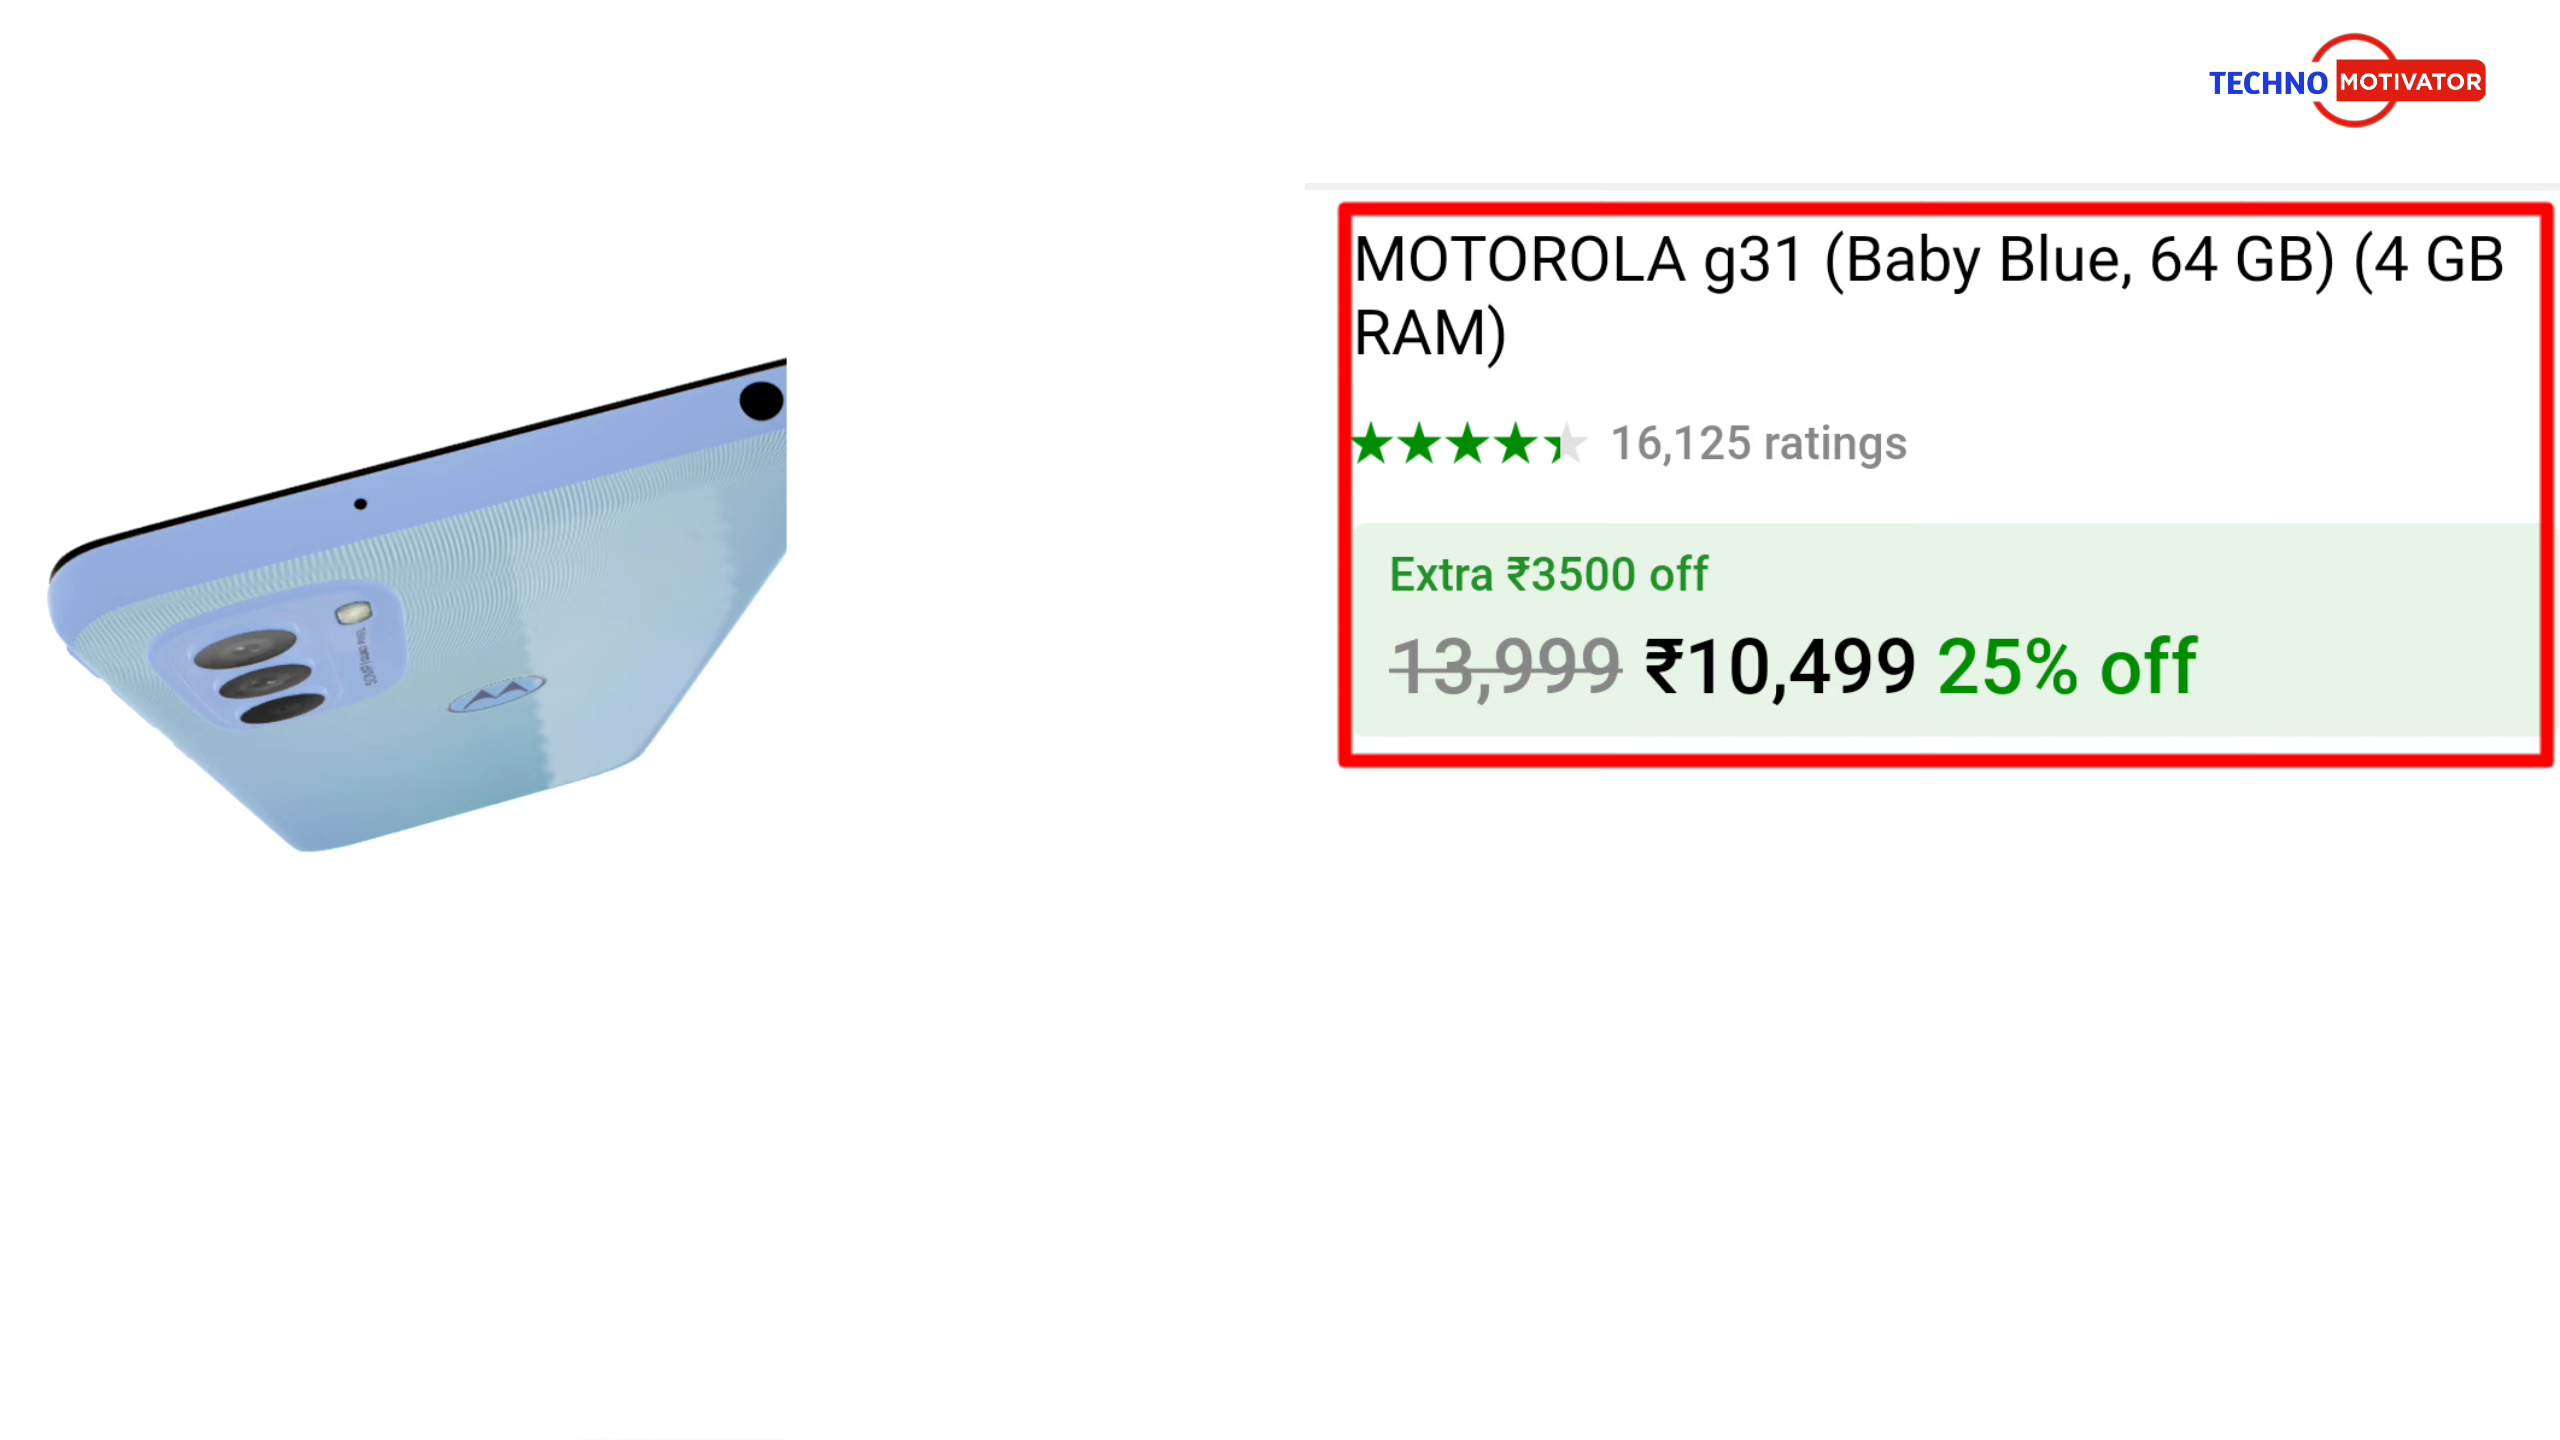 TECHNO MOTIVATOR
MOTOROLA g31 (Baby Blue, 64 GB) (4 GB
RAM)
16,125 ratings
Extra ₹3500 off
13,999 ₹10,499 25% off